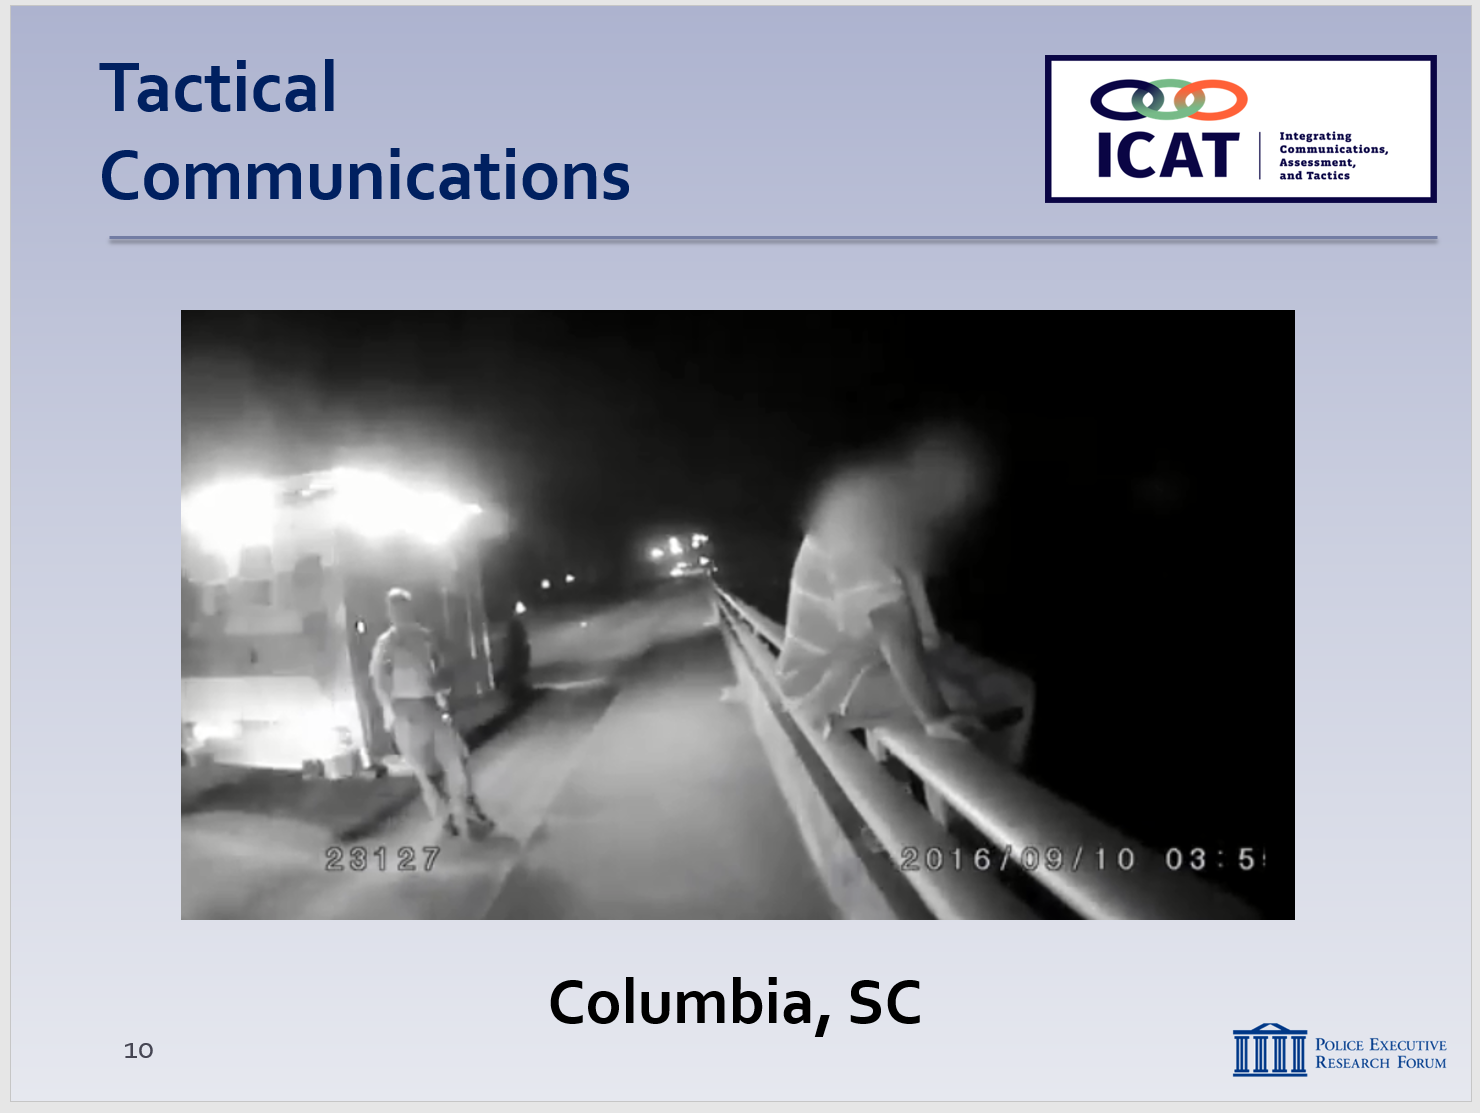 Tactical
Communications
ICAT
Integrating
Communications,
Assessment,
and Tactics
23127
2016/09/10 03:5
Columbia, SC
10
POLICE EXECUTIVE
RESEARCH FORUM